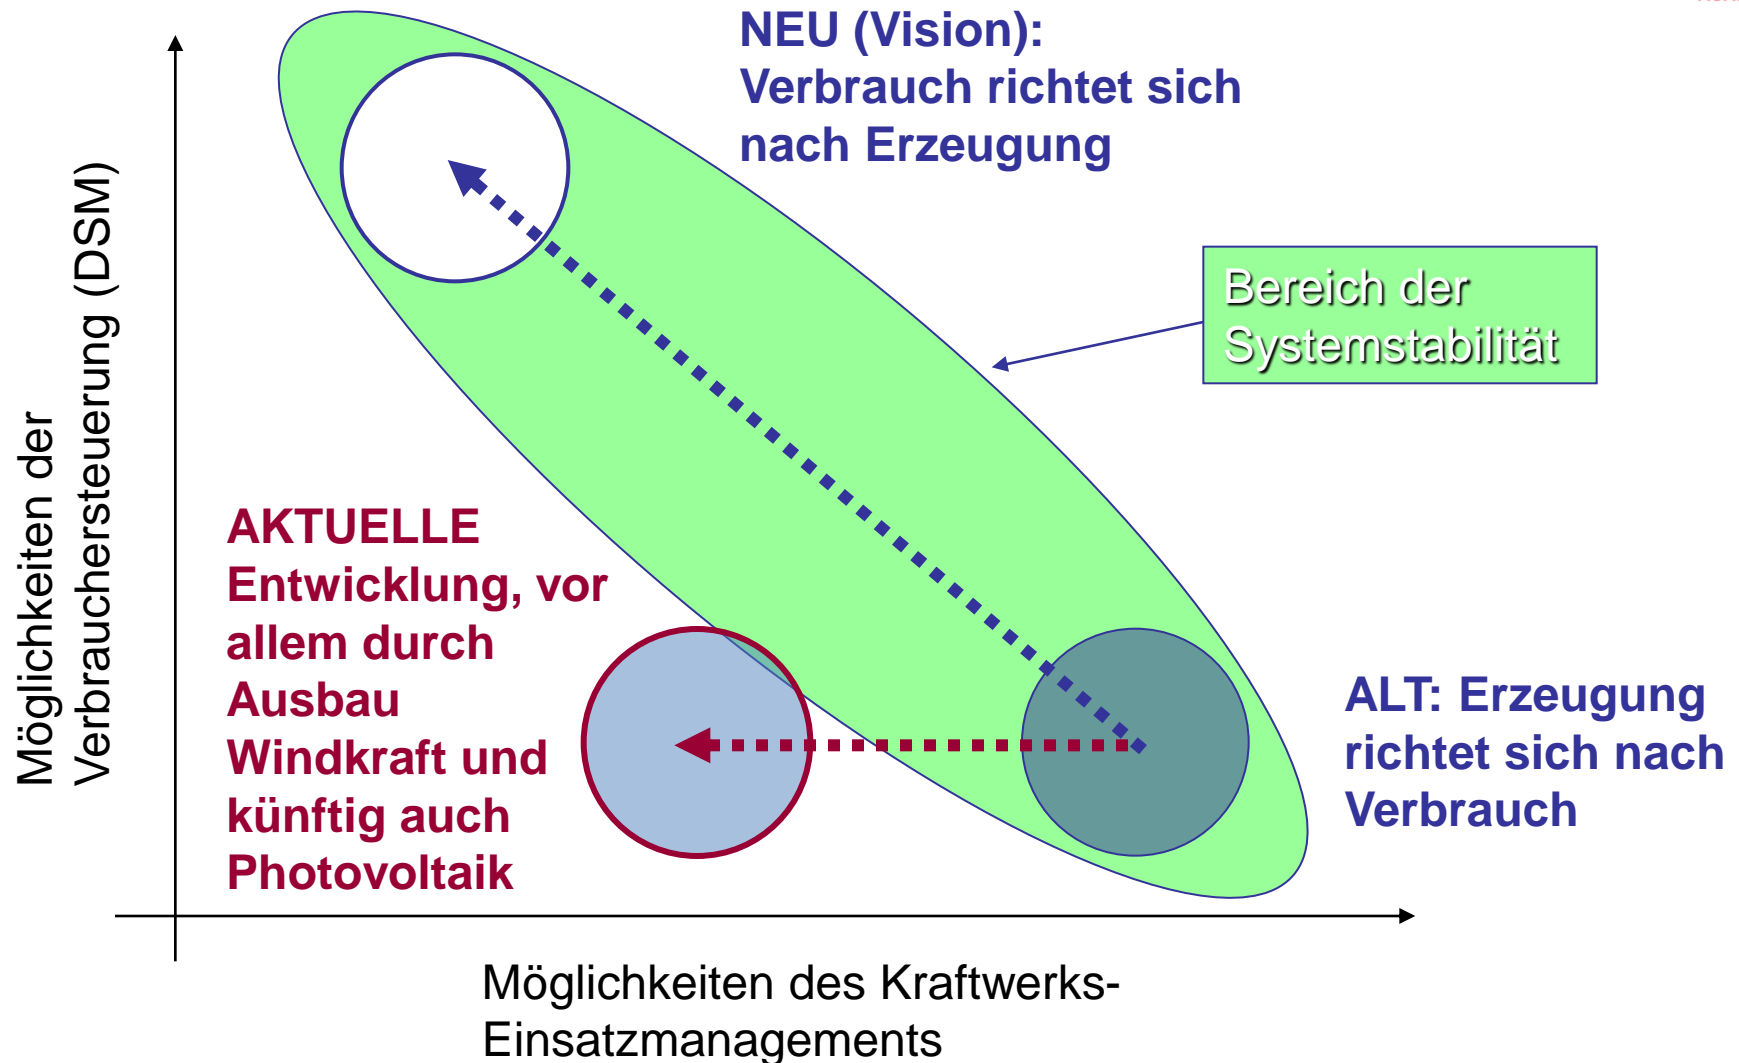 NEU (Vision):
Verbrauch richtet sich
nach Erzeugung
Möglichkeiten der
Verbrauchersteuerung (DSM)
Bereich der
Systemstabilität
AKTUELLE
Entwicklung, vor
allem durch
Ausbau
Windkraft und
künftig auch
Photovoltaik
ALT: Erzeugung
richtet sich nach
Verbrauch
Möglichkeiten des Kraftwerks-
Einsatzmanagements